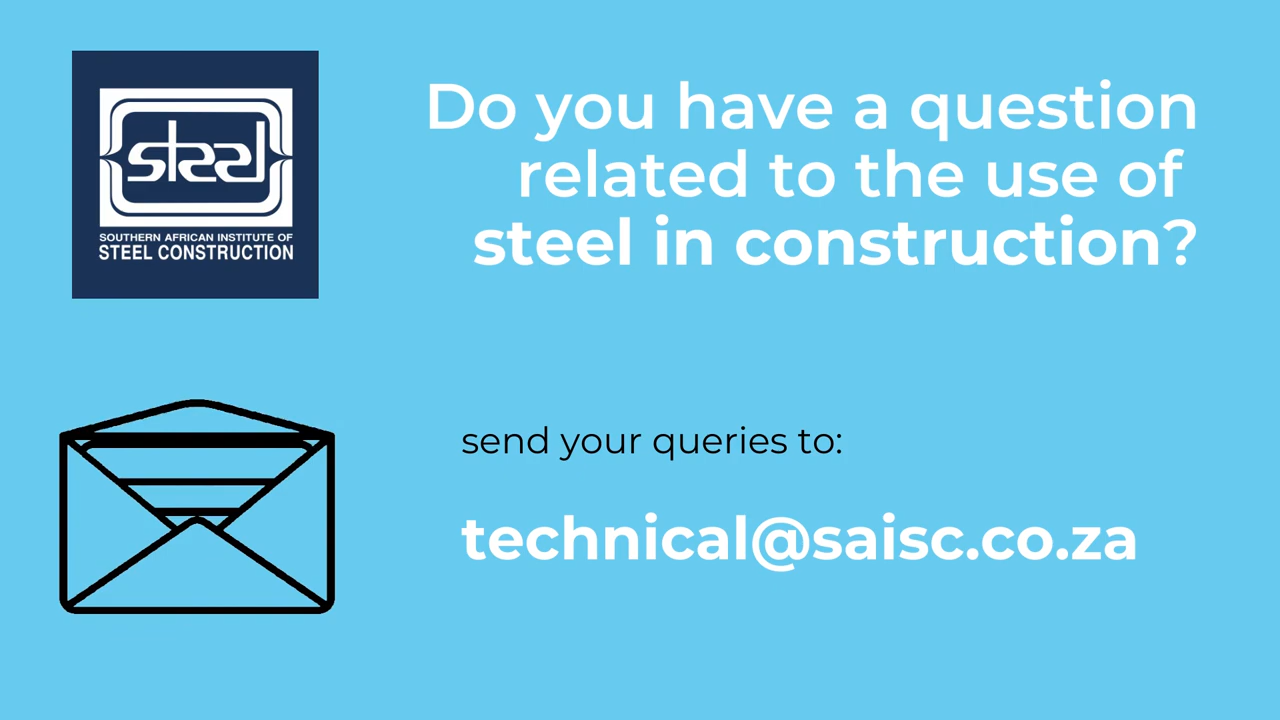 steel
SOUTHERN AFRICAN INSTITUTE OF
STEEL CONSTRUCTION
Do you have a question
related to the use of
steel in construction?
send your queries to:
technical@saisc.co.za